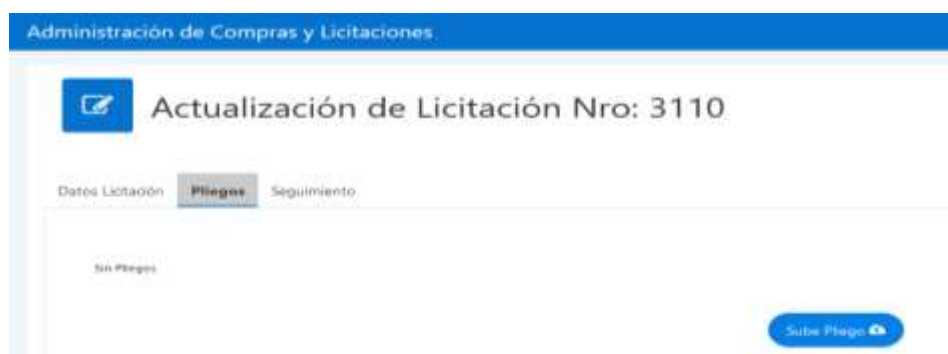 Administración de Compras y Licitaciones
Actualización de Licitación Nro: 3110
Datos Licitación Pliegos Seguimiento
Sin Pliegos
Sube Pliego